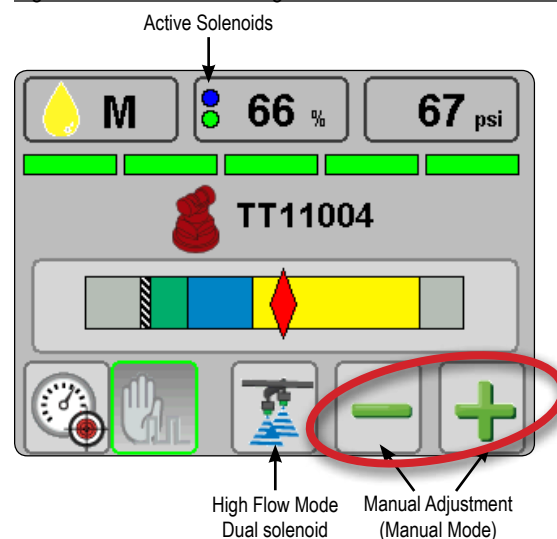 Active Solenoids
M
66 %
67 psi
TT11004
High Flow Mode
Dual solenoid
Manual Adjustment
(Manual Mode)